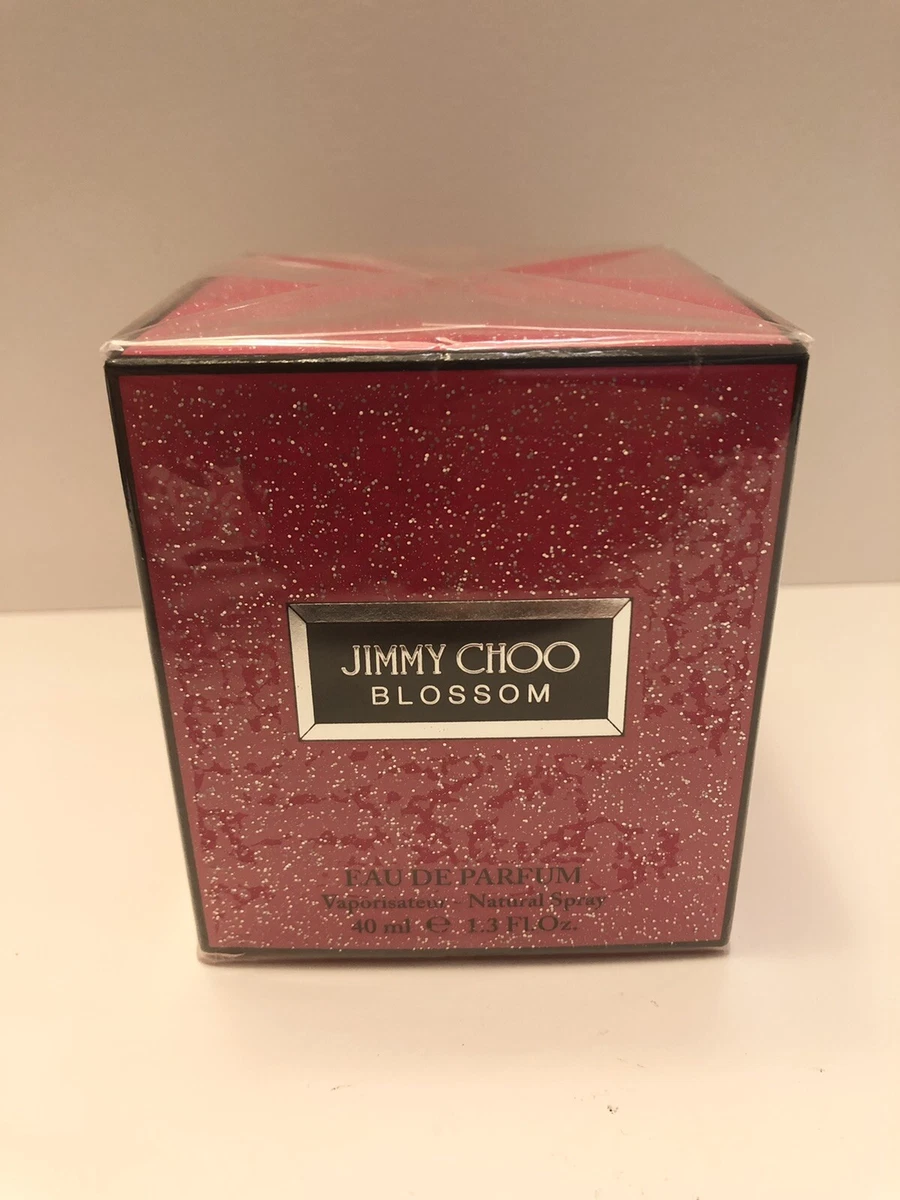 JIMMY CHOO
BLOSSOM
EAU DE PARFUM
Vaporisateur - Natural Spray
40 ml ℮ 1.3 Fl.Oz.